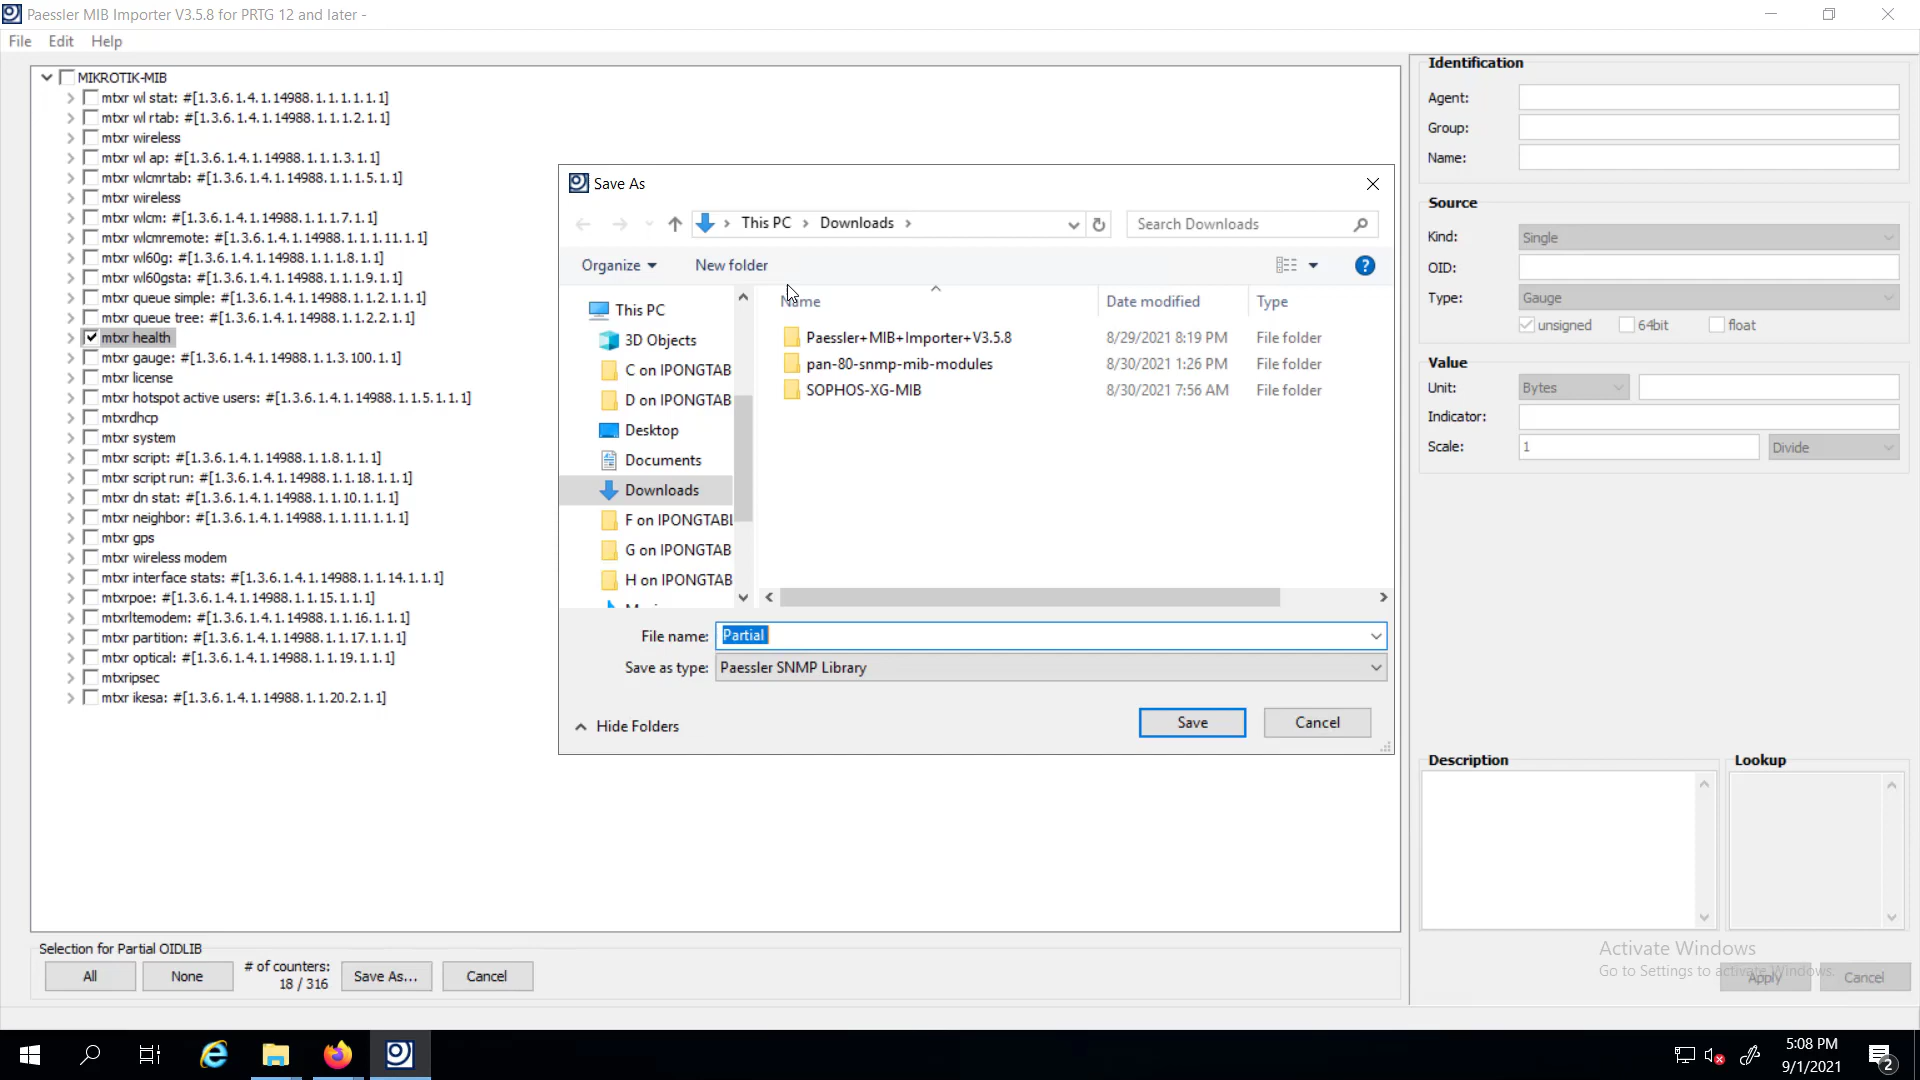 Paessler MIB Importer V3.5.8 for PRTG 12 and later -
File Edit Help
MIKROTIK-MIB
mtxr wl stat: #[1.3.6.1.4.1.14988.1.1.1.1.1.1]
mtxr wl rtab: #[1.3.6.1.4.1.14988.1.1.1.2.1.1]
mtxr wireless
mtxr wl ap: #[1.3.6.1.4.1.14988.1.1.1.3.1.1]
mtxr wlcmrtab: #[1.3.6.1.4.1.14988.1.1.1.5.1.1]
mtxr wireless
mtxr wlcm: #[1.3.6.1.4.1.14988.1.1.1.7.1.1]
mtxr wlcmremote: #[1.3.6.1.4.1.14988.1.1.1.11.1.1]
mtxr wl60g: #[1.3.6.1.4.1.14988.1.1.1.8.1.1]
mtxr wl60gsta: #[1.3.6.1.4.1.14988.1.1.1.9.1.1]
mtxr queue simple: #[1.3.6.1.4.1.14988.1.1.2.1.1.1]
mtxr queue tree: #[1.3.6.1.4.1.14988.1.1.2.2.1.1]
mtxr health
mtxr gauge: #[1.3.6.1.4.1.14988.1.1.3.100.1.1]
mtxr license
mtxr hotspot active users: #[1.3.6.1.4.1.14988.1.1.5.1.1.1]
mtxrdhcp
mtxr system
mtxr script: #[1.3.6.1.4.1.14988.1.1.8.1.1.1]
mtxr script run: #[1.3.6.1.4.1.14988.1.1.18.1.1.1]
mtxr dn stat: #[1.3.6.1.4.1.14988.1.1.10.1.1.1]
mtxr neighbor: #[1.3.6.1.4.1.14988.1.1.11.1.1.1]
mtxr gps
mtxr wireless modem
mtxr interface stats: #[1.3.6.1.4.1.14988.1.1.14.1.1.1]
mtxrpoe: #[1.3.6.1.4.1.14988.1.1.15.1.1.1]
mtxrltemodem: #[1.3.6.1.4.1.14988.1.1.16.1.1.1]
mtxr partition: #[1.3.6.1.4.1.14988.1.1.17.1.1.1]
mtxr optical: #[1.3.6.1.4.1.14988.1.1.19.1.1.1]
mtxripsec
mtxr ikesa: #[1.3.6.1.4.1.14988.1.1.20.2.1.1]
Save As
This PC Downloads
Search Downloads
Organize New folder
This PC
3D Objects
C on IPONGTAB
D on IPONGTAB
Desktop
Documents
Downloads
F on IPONGTABL
G on IPONGTAB
H on IPONGTAB
Name Date modified Type
Paessler+MIB+Importer+V3.5.8 8/29/2021 8:19 PM File folder
pan-80-snmp-mib-modules 8/30/2021 1:26 PM File folder
SOPHOS-XG-MIB 8/30/2021 7:56 AM File folder
File name: Partial
Save as type: Paessler SNMP Library
Hide Folders
Save Cancel
Identification
Agent:
Group:
Name:
Source
Kind: Single
OID:
Type: Gauge
unsigned 64bit float
Value
Unit: Bytes
Indicator:
Scale: 1 Divide
Description Lookup
Activate Windows
Go to Settings to activate Windows.
Apply Cancel
Selection for Partial OIDLIB
All None # of counters: 18 / 316 Save As... Cancel
5:08 PM
9/1/2021
2